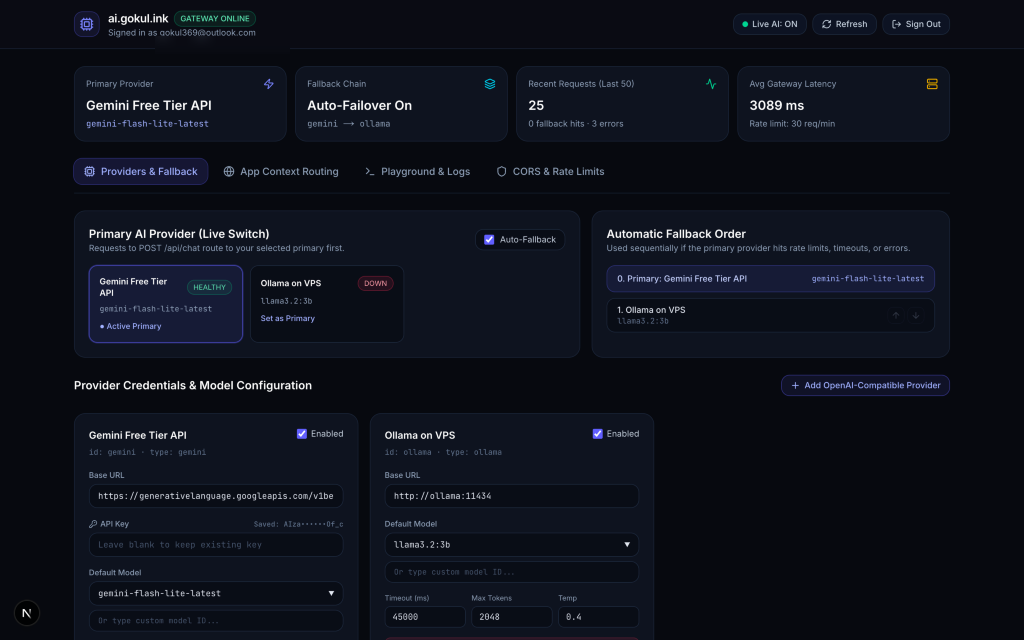 ai.gokul.ink GATEWAY ONLINE
Signed in as gokul369@outlook.com
Live AI: ON
Refresh
Sign Out
Primary Provider
Gemini Free Tier API
gemini-flash-lite-latest
Fallback Chain
Auto-Failover On
gemini → ollama
Recent Requests (Last 50)
25
0 fallback hits · 3 errors
Avg Gateway Latency
3089 ms
Rate limit: 30 req/min
Providers & Fallback
App Context Routing
Playground & Logs
CORS & Rate Limits
Primary AI Provider (Live Switch)
Requests to POST /api/chat route to your selected primary first.
Auto-Fallback
Gemini Free Tier
API
HEALTHY
gemini-flash-lite-latest
● Active Primary
Ollama on VPS
DOWN
llama3.2:3b
Set as Primary
Automatic Fallback Order
Used sequentially if the primary provider hits rate limits, timeouts, or errors.
0. Primary: Gemini Free Tier API gemini-flash-lite-latest
1. Ollama on VPS
llama3.2:3b
↑ ↓
Provider Credentials & Model Configuration
+ Add OpenAI-Compatible Provider
Gemini Free Tier API
Enabled
id: gemini · type: gemini
Base URL
https://generativelanguage.googleapis.com/v1be
API Key
Saved: AIza••••••Of_c
Leave blank to keep existing key
Default Model
gemini-flash-lite-latest
Or type custom model ID...
Ollama on VPS
Enabled
id: ollama · type: ollama
Base URL
http://ollama:11434
Default Model
llama3.2:3b
Or type custom model ID...
Timeout (ms) Max Tokens Temp
45000 2048 0.4
N